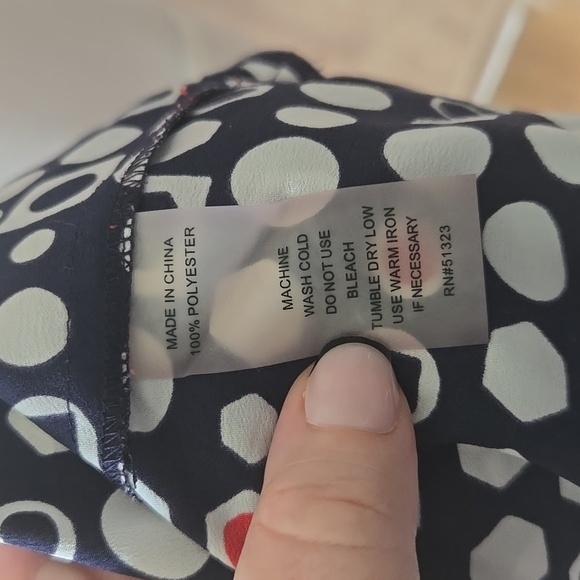 MADE IN CHINA
100% POLYESTER
MACHINE
WASH COLD
DO NOT USE
BLEACH
TUMBLE DRY LOW
USE WARM IRON
IF NECESSARY
RN#51323